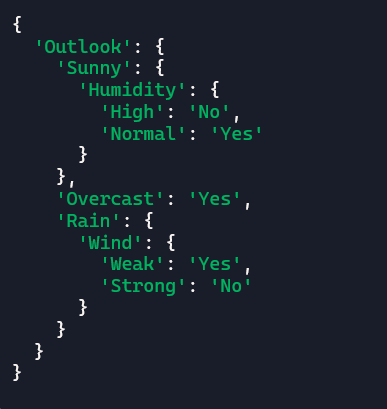 {
  'Outlook': {
    'Sunny': {
      'Humidity': {
        'High': 'No',
        'Normal': 'Yes'
      }
    },
    'Overcast': 'Yes',
    'Rain': {
      'Wind': {
        'Weak': 'Yes',
        'Strong': 'No'
      }
    }
  }
}